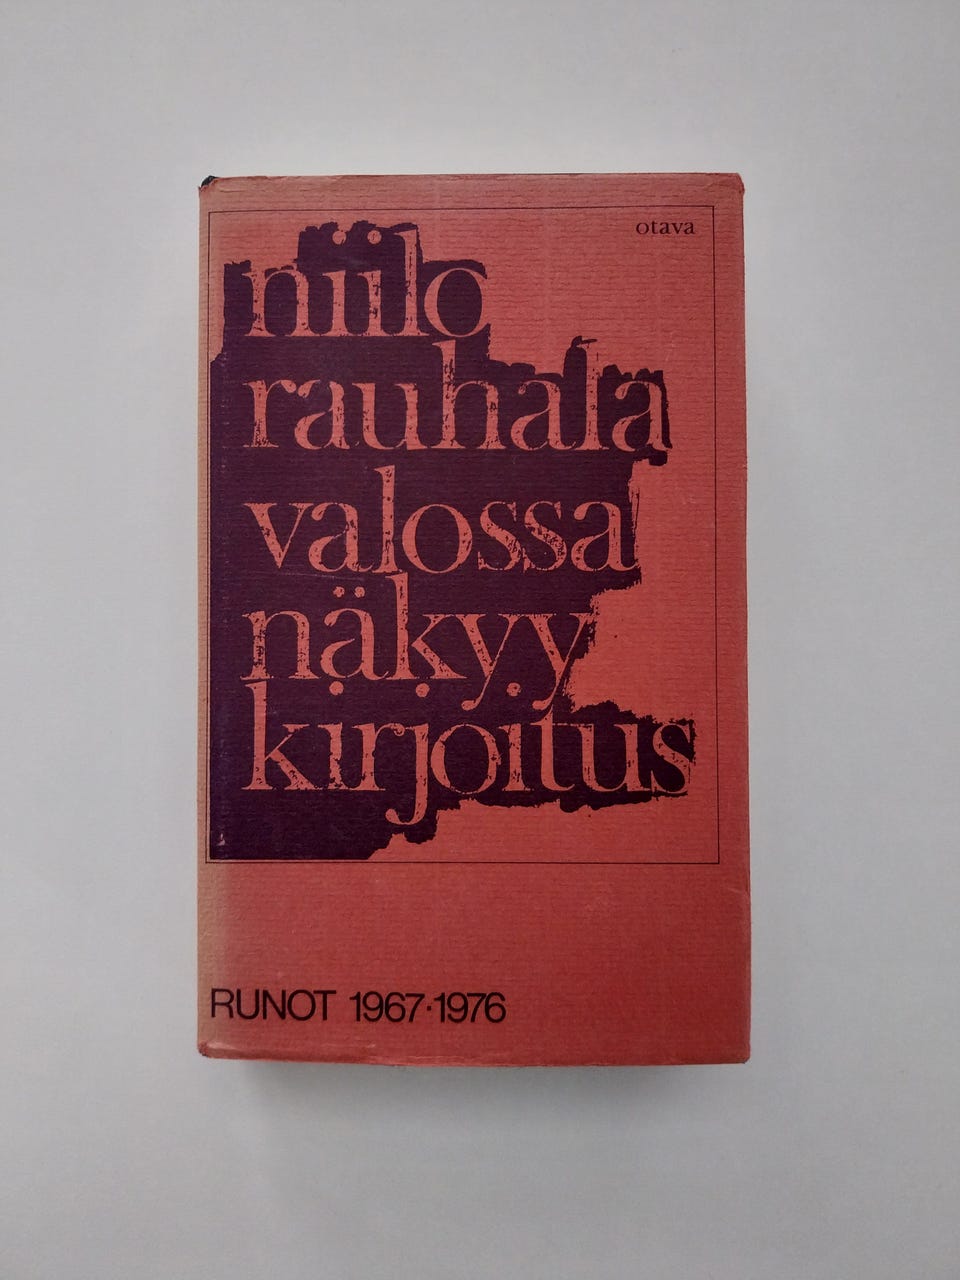 otava
niilo
rauhala
valossa
näkyy
kirjoitus
RUNOT 1967·1976